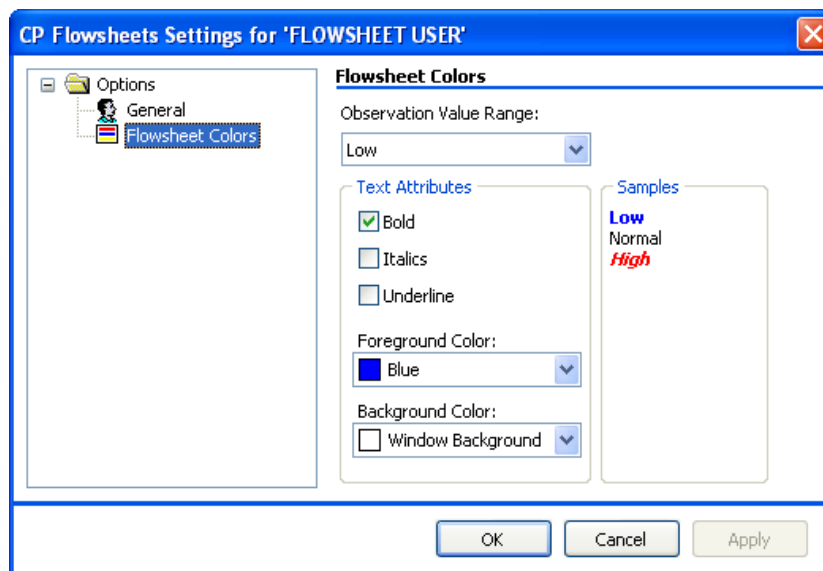 CP Flowsheets Settings for 'FLOWSHEET USER'
Options
General
Flowsheet Colors
Flowsheet Colors
Observation Value Range:
Low
Text Attributes
Bold
Italics
Underline
Foreground Color:
Blue
Background Color:
Window Background
Samples
Low
Normal
High
OK
Cancel
Apply